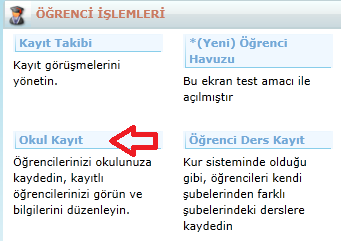 ÖĞRENCİ İŞLEMLERİ
Kayıt Takibi
Kayıt görüşmelerini
yönetin.
*(Yeni) Öğrenci
Havuzu
Bu ekran test amacı ile
açılmıştır
Okul Kayıt
Öğrencilerinizi okulunuza
kaydedin, kayıtlı
öğrencilerinizi görün ve
bilgilerini düzenleyin.
Öğrenci Ders Kayıt
Kur sisteminde olduğu
gibi, öğrencileri kendi
şubelerinden farklı
şubelerindeki derslere
kaydedin